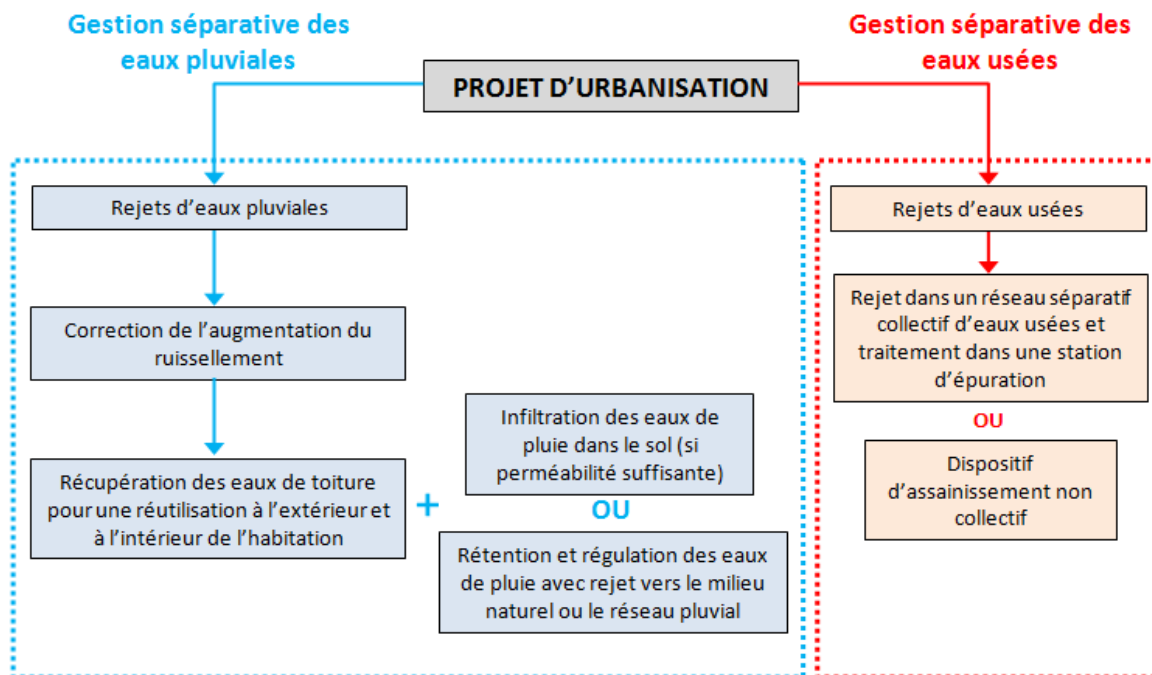 Gestion séparative des
eaux pluviales
PROJET D'URBANISATION
Gestion séparative des
eaux usées
Rejets d'eaux pluviales
Correction de l'augmentation du
ruissellement
Récupération des eaux de toiture
pour une réutilisation à l'extérieur et
à l'intérieur de l'habitation
+
Infiltration des eaux de
pluie dans le sol (si
perméabilité suffisante)
OU
Rétention et régulation des eaux
de pluie avec rejet vers le milieu
naturel ou le réseau pluvial
Rejets d'eaux usées
Rejet dans un réseau séparatif
collectif d'eaux usées et
traitement dans une station
d'épuration
OU
Dispositif
d'assainissement non
collectif